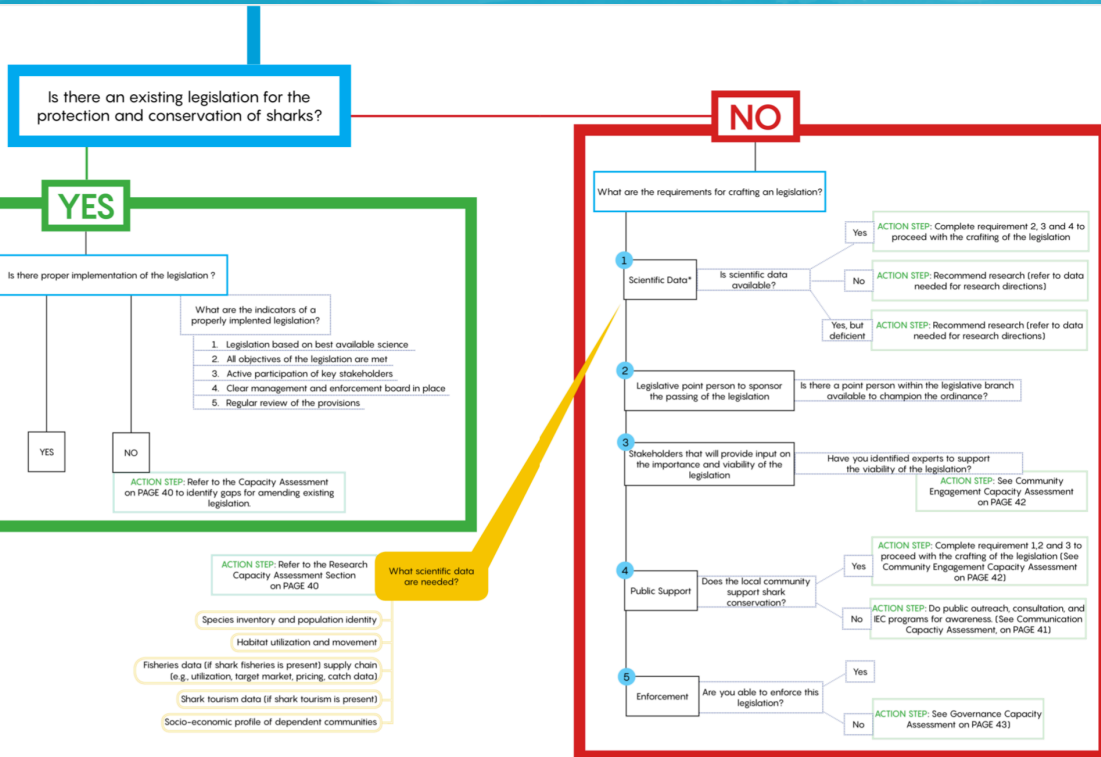 Is there an existing legislation for the
protection and conservation of sharks?
YES
Is there proper implementation of the legislation ?
What are the indicators of a
properly implented legislation?
1. Legislation based on best available science
2. All objectives of the legislation are met
3. Active participation of key stakeholders
4. Clear management and enforcement board in place
5. Regular review of the provisions
YES
NO
ACTION STEP: Refer to the Capacity Assessment
on PAGE 40 to identify gaps for amending existing
legislation.
ACTION STEP: Refer to the Research
Capacity Assessment Section
on PAGE 40
What scientific data
are needed?
Species inventory and population identity
Habitat utilization and movement
Fisheries data (if shark fisheries is present) supply chain
(e.g., utilization, target market, pricing, catch data)
Shark tourism data (if shark tourism is present)
Socio-economic profile of dependent communities
NO
What are the requirements for crafting an legislation?
1
Scientific Data*
Is scientific data
available?
Yes
ACTION STEP: Complete requirement 2, 3 and 4 to
proceed with the crafiting of the legislation
No
ACTION STEP: Recommend research (refer to data
needed for research directions)
Yes, but
deficient
ACTION STEP: Recommend research (refer to data
needed for research directions)
2
Legislative point person to sponsor
the passing of the legislation
Is there a point person within the legislative branch
available to champion the ordinance?
3
Stakeholders that will provide input on
the importance and viability of the
legislation
Have you identified experts to support
the viability of the legislation?
ACTION STEP: See Community
Engagement Capacity Assessment
on PAGE 42
4
Public Support
Does the local community
support shark
conservation?
Yes
ACTION STEP: Complete requirement 1,2 and 3 to
proceed with the crafting of the legislation (See
Community Engagement Capacity Assessment
on PAGE 42)
No
ACTION STEP: Do public outreach, consultation, and
IEC programs for awareness. (See Communication
Capactiy Assessment, on PAGE 41)
5
Enforcement
Are you able to enforce this
legislation?
Yes
No
ACTION STEP: See Governance Capacity
Assessment on PAGE 43)